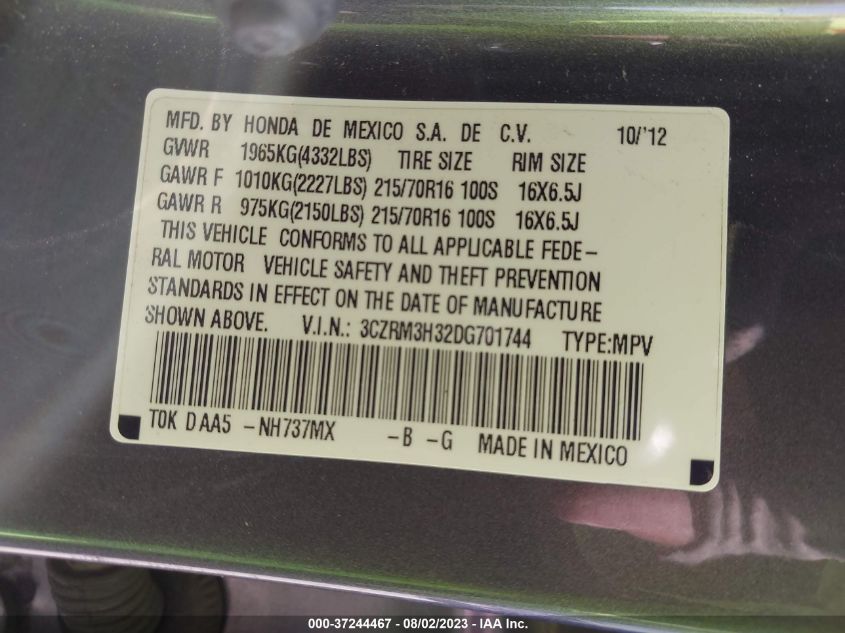 MFD. BY HONDA DE MEXICO S.A. DE C.V. 10/'12
GVWR 1965KG(4332LBS) TIRE SIZE RIM SIZE
GAWR F 1010KG(2227LBS) 215/70R16 100S 16X6.5J
GAWR R 975KG(2150LBS) 215/70R16 100S 16X6.5J
THIS VEHICLE CONFORMS TO ALL APPLICABLE FEDE-
RAL MOTOR VEHICLE SAFETY AND THEFT PREVENTION
STANDARDS IN EFFECT ON THE DATE OF MANUFACTURE
SHOWN ABOVE. V.I.N.: 3CZRM3H32DG701744 TYPE:MPV
T0K D AA5 -NH737MX -B -G MADE IN MEXICO
000-37244467 - 08/02/2023 - IAA Inc.